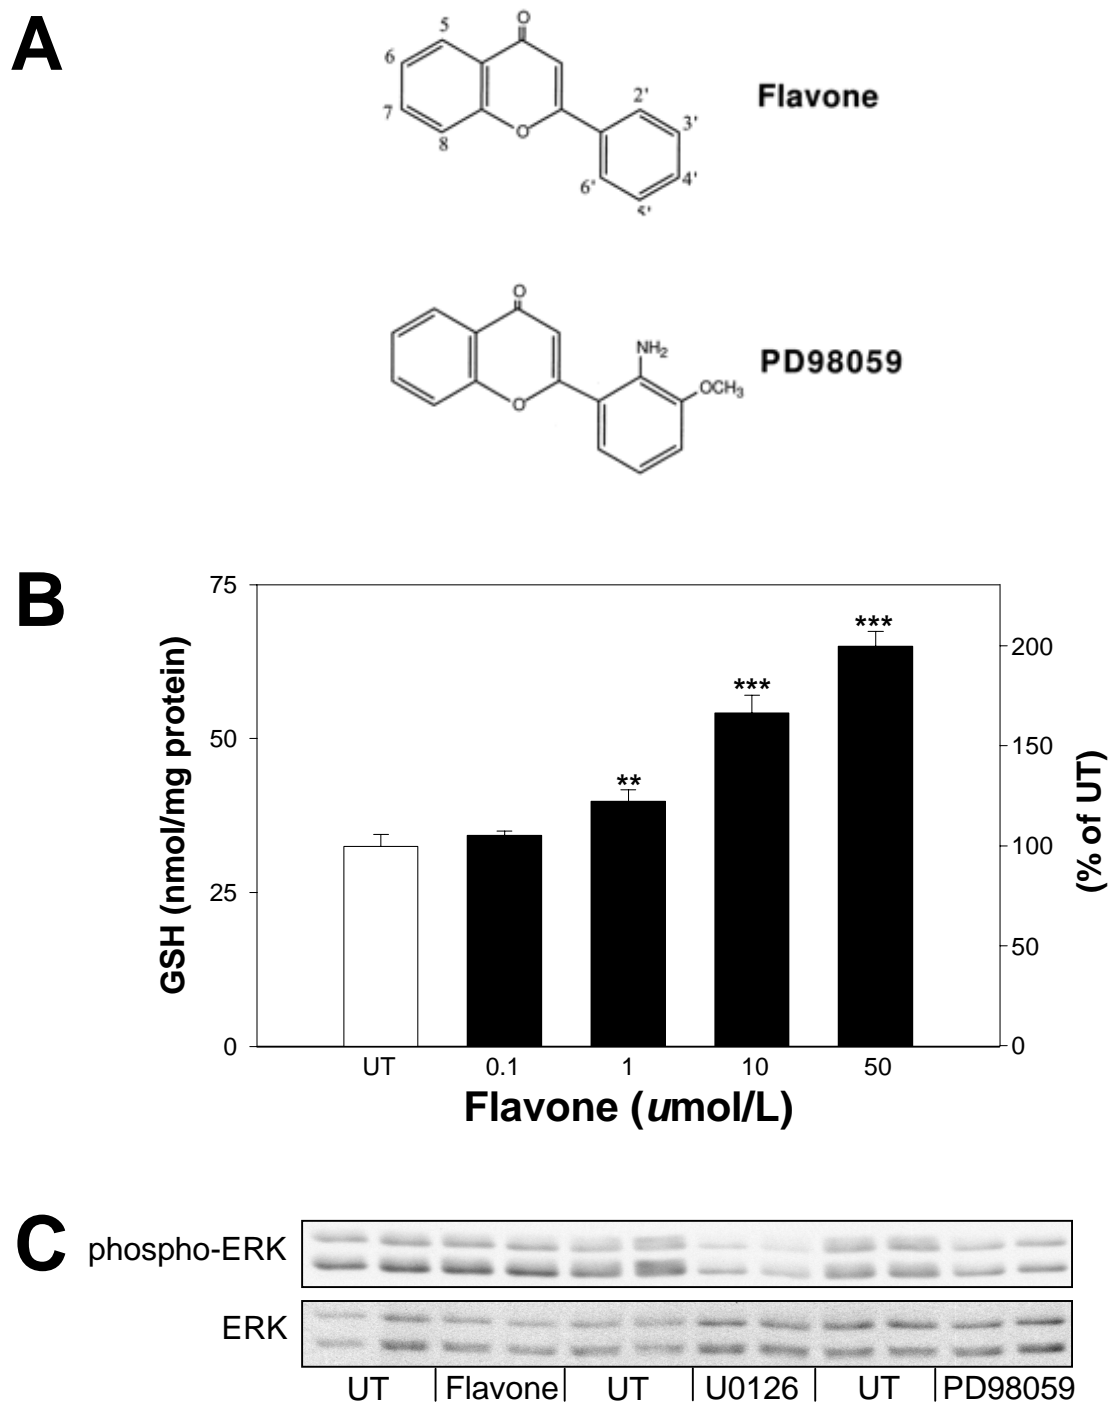 A
O
5
6
7
8
O
2'
3'
4'
5'
6'
Flavone
O
NH2
OCH3
O
PD98059
B
75
50
25
0
GSH (nmol/mg protein)
**
***
***
200
150
100
50
0
(% of UT)
UT 0.1 1 10 50
Flavone (umol/L)
C
phospho-ERK
ERK
UT | Flavone | UT | U0126 | UT | PD98059